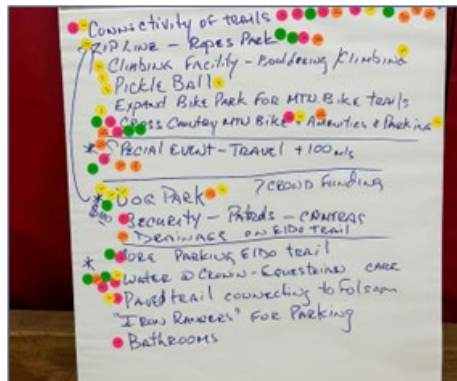 CONNECTIVITY OF TRAILS
ZIPLINE - ROPES PARK
CLIMBING FACILITY - BOULDERING CLIMBING
PICKLE BALL
EXPAND BIKE PARK FOR MTN. BIKE TRAILS
CROSS COUNTRY MTN BIKE + AMENITIES & PARKING
* SPECIAL EVENT - TRAVEL +100 mls
? CROWD FUNDING
* DOG PARK
SECURITY - PATROLS - CAMERAS
DRAINAGE ON ELDO TRAIL
* MORE PARKING ELDO TRAIL
WATER @ CROWN - EQUESTRIAN CARE
PAVED TRAIL CONNECTING TO FOLSOM
"IRON RANGERS" FOR PARKING
BATHROOMS